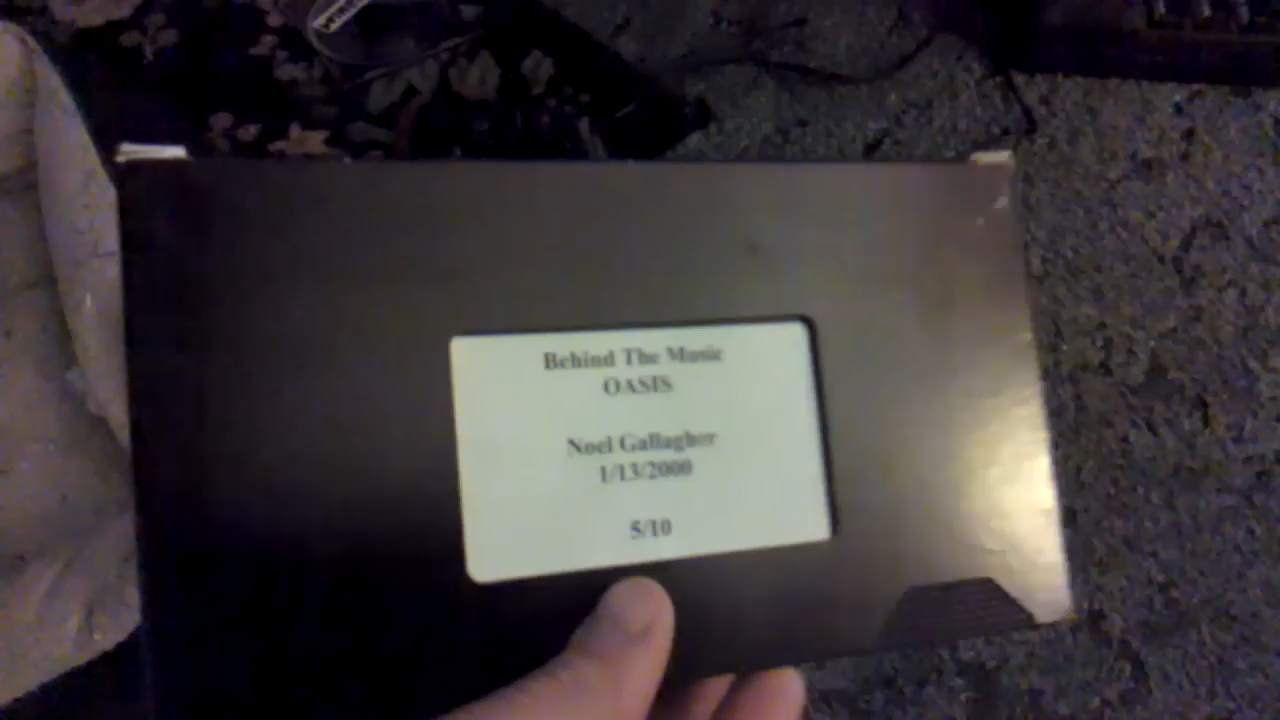 Behind The Music
OASIS
Noel Gallagher
1/13/2000
5/10